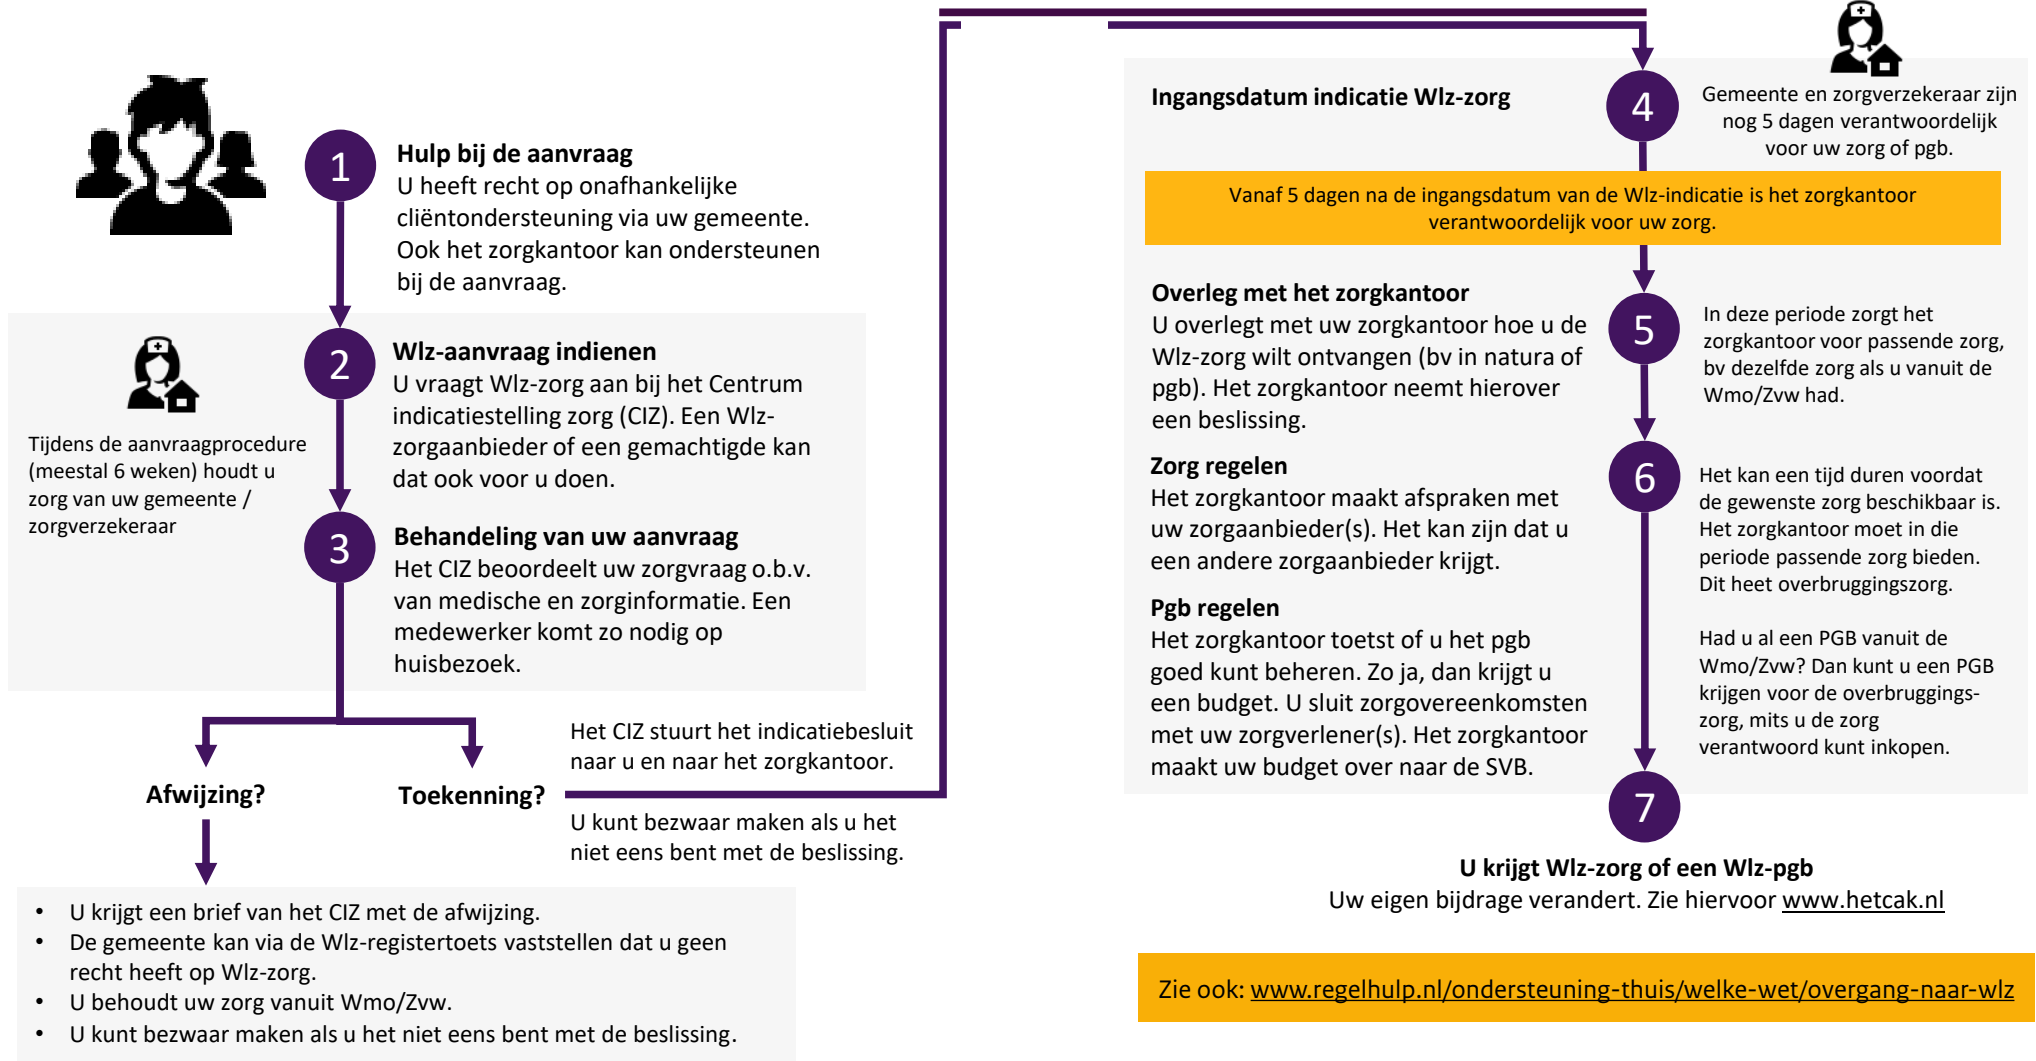 1
Hulp bij de aanvraag
U heeft recht op onafhankelijke
cliëntondersteuning via uw gemeente.
Ook het zorgkantoor kan ondersteunen
bij de aanvraag.
2
Wlz-aanvraag indienen
U vraagt Wlz-zorg aan bij het Centrum
indicatiestelling zorg (CIZ). Een Wlz-
zorgaanbieder of een gemachtigde kan
dat ook voor u doen.
Tijdens de aanvraagprocedure
(meestal 6 weken) houdt u
zorg van uw gemeente /
zorgverzekeraar
3
Behandeling van uw aanvraag
Het CIZ beoordeelt uw zorgvraag o.b.v.
van medische en zorginformatie. Een
medewerker komt zo nodig op
huisbezoek.
Afwijzing?
Toekenning?
Het CIZ stuurt het indicatiebesluit
naar u en naar het zorgkantoor.
U kunt bezwaar maken als u het
niet eens bent met de beslissing.
• U krijgt een brief van het CIZ met de afwijzing.
• De gemeente kan via de Wlz-registertoets vaststellen dat u geen
recht heeft op Wlz-zorg.
• U behoudt uw zorg vanuit Wmo/Zvw.
• U kunt bezwaar maken als u het niet eens bent met de beslissing.
Ingangsdatum indicatie Wlz-zorg
4
Gemeente en zorgverzekeraar zijn
nog 5 dagen verantwoordelijk
voor uw zorg of pgb.
Vanaf 5 dagen na de ingangsdatum van de Wlz-indicatie is het zorgkantoor
verantwoordelijk voor uw zorg.
Overleg met het zorgkantoor
U overlegt met uw zorgkantoor hoe u de
Wlz-zorg wilt ontvangen (bv in natura of
pgb). Het zorgkantoor neemt hierover
een beslissing.
5
In deze periode zorgt het
zorgkantoor voor passende zorg,
bv dezelfde zorg als u vanuit de
Wmo/Zvw had.
Zorg regelen
Het zorgkantoor maakt afspraken met
uw zorgaanbieder(s). Het kan zijn dat u
een andere zorgaanbieder krijgt.
6
Het kan een tijd duren voordat
de gewenste zorg beschikbaar is.
Het zorgkantoor moet in die
periode passende zorg bieden.
Dit heet overbruggingszorg.
Pgb regelen
Het zorgkantoor toetst of u het pgb
goed kunt beheren. Zo ja, dan krijgt u
een budget. U sluit zorgovereenkomsten
met uw zorgverlener(s). Het zorgkantoor
maakt uw budget over naar de SVB.
Had u al een PGB vanuit de
Wmo/Zvw? Dan kunt u een PGB
krijgen voor de overbruggings-
zorg, mits u de zorg
verantwoord kunt inkopen.
7
U krijgt Wlz-zorg of een Wlz-pgb
Uw eigen bijdrage verandert. Zie hiervoor www.hetcak.nl
Zie ook: www.regelhulp.nl/ondersteuning-thuis/welke-wet/overgang-naar-wlz